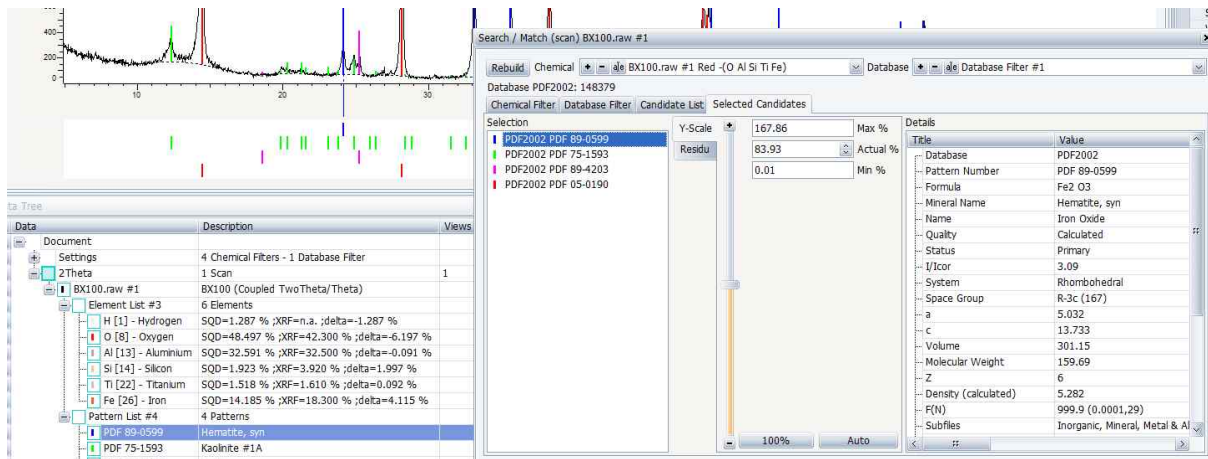 400-
200-
0-
10
20
30
Search / Match (scan) BX100.raw #1
Rebuild Chemical + - a|e BX100.raw #1 Red -(O Al Si Ti Fe) Database + - a|e Database Filter #1
Database PDF2002: 148379
Chemical Filter Database Filter Candidate List Selected Candidates
Selection
PDF2002 PDF 89-0599
PDF2002 PDF 75-1593
PDF2002 PDF 89-4203
PDF2002 PDF 05-0190
Y-Scale
Residu
167.86 Max %
83.93 Actual %
0.01 Min %
100% Auto
Details
Title Value
Database PDF2002
Pattern Number PDF 89-0599
Formula Fe2 O3
Mineral Name Hematite, syn
Name Iron Oxide
Quality Calculated
Status Primary
I/Icor 3.09
System Rhombohedral
Space Group R-3c (167)
a 5.032
c 13.733
Volume 301.15
Molecular Weight 159.69
Z 6
Density (calculated) 5.282
F(N) 999.9 (0.0001,29)
Subfiles Inorganic, Mineral, Metal & Al
ta Tree
Data Description Views
Document
Settings 4 Chemical Filters - 1 Database Filter
2Theta 1 Scan 1
BX100.raw #1 BX100 (Coupled TwoTheta/Theta)
Element List #3 6 Elements
H [1] - Hydrogen SQD=1.287 % ;XRF=n.a. ;delta=-1.287 %
O [8] - Oxygen SQD=48.497 % ;XRF=42.300 % ;delta=-6.197 %
Al [13] - Aluminium SQD=32.591 % ;XRF=32.500 % ;delta=-0.091 %
Si [14] - Silicon SQD=1.923 % ;XRF=3.920 % ;delta=1.997 %
Ti [22] - Titanium SQD=1.518 % ;XRF=1.610 % ;delta=0.092 %
Fe [26] - Iron SQD=14.185 % ;XRF=18.300 % ;delta=4.115 %
Pattern List #4 4 Patterns
PDF 89-0599 Hematite, syn
PDF 75-1593 Kaolinite #1A